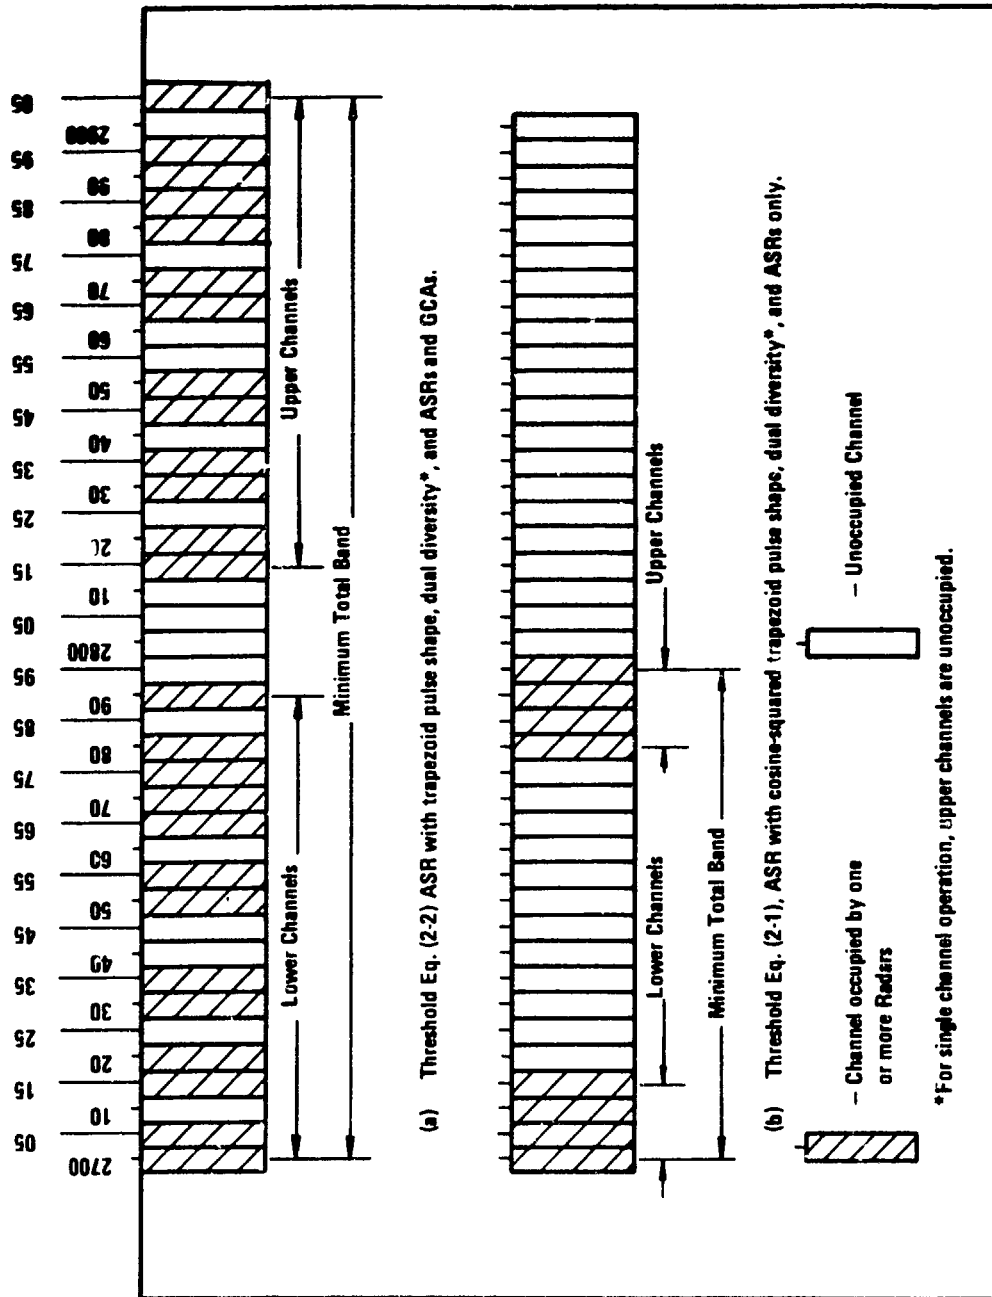 2700 05 10 15 20 25 30 35 40 45 50 55 60 65 70 75 80 85 90 95 2800 05 10 15 20 25 30 35 40 45 50 55 60 65 70 75 80 85 90 95 2900 05
Lower Channels
Upper Channels
Minimum Total Band
(a) Threshold Eq. (2-2) ASR with trapezoid pulse shape, dual diversity*, and ASRs and GCAs.
Lower Channels
Upper Channels
Minimum Total Band
(b) Threshold Eq. (2-1), ASR with cosine-squared trapezoid pulse shape, dual diversity*, and ASRs only.
– Channel occupied by one
or more Radars
– Unoccupied Channel
*For single channel operation, upper channels are unoccupied.